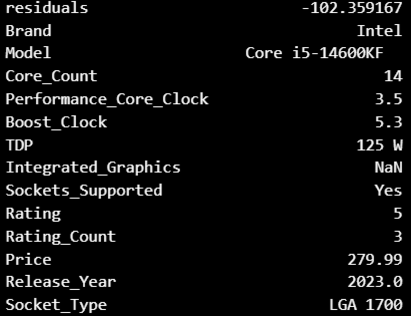 residuals -102.359167
Brand Intel
Model Core i5-14600KF
Core_Count 14
Performance_Core_Clock 3.5
Boost_Clock 5.3
TDP 125 W
Integrated_Graphics NaN
Sockets_Supported Yes
Rating 5
Rating_Count 3
Price 279.99
Release_Year 2023.0
Socket_Type LGA 1700